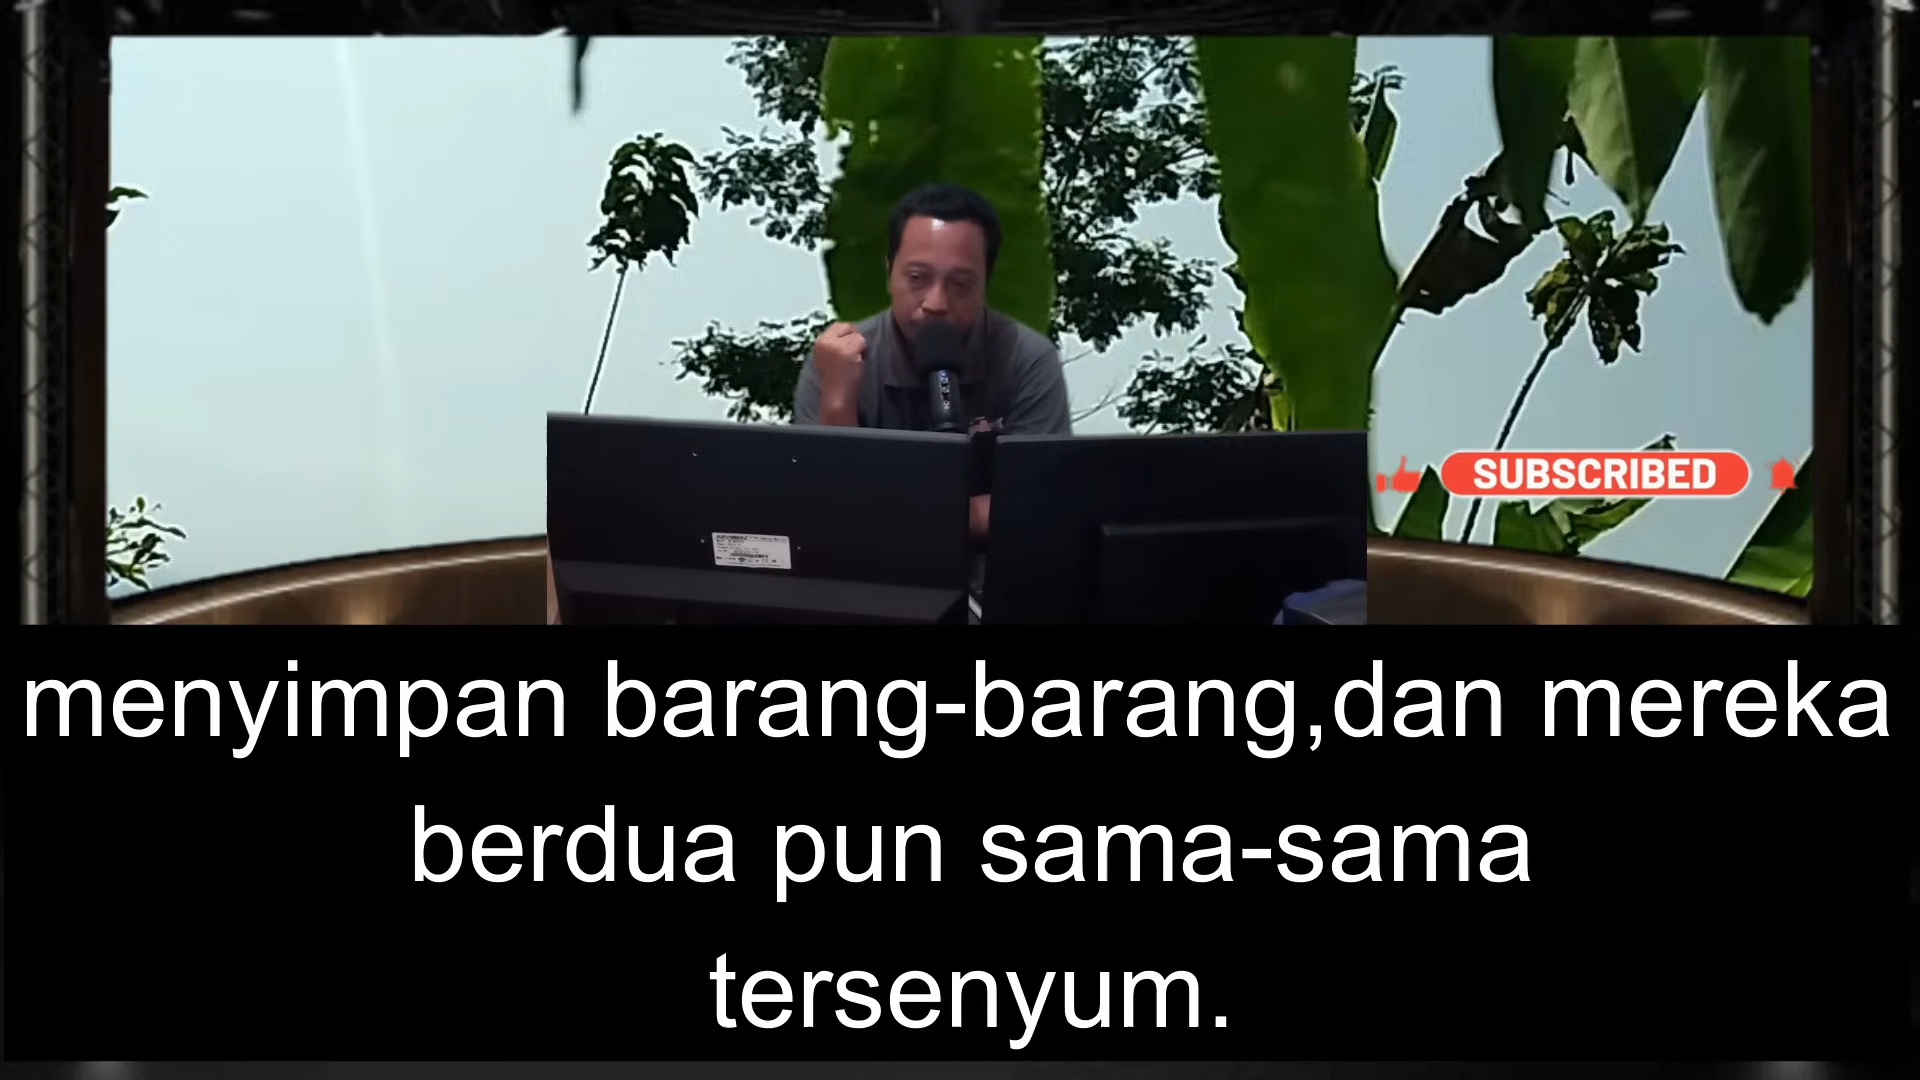 SUBSCRIBED
menyimpan barang-barang,dan mereka
berdua pun sama-sama
tersenyum.